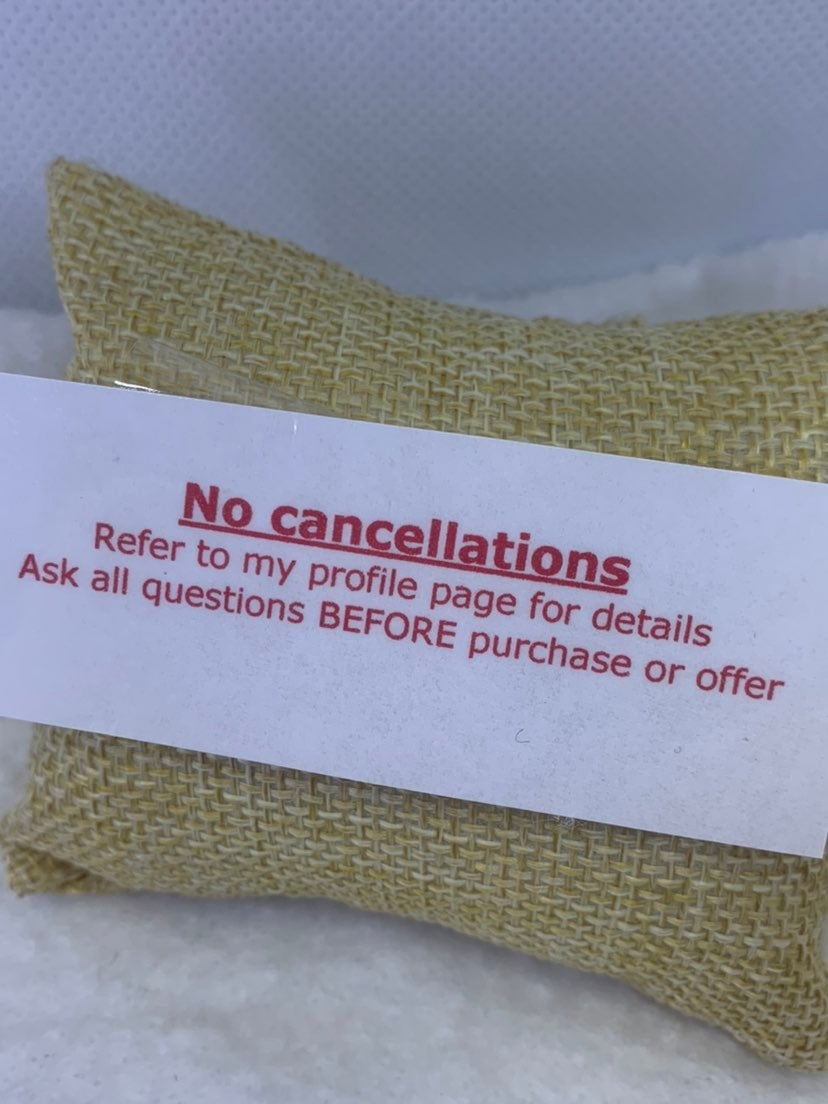 No cancellations
Refer to my profile page for details
Ask all questions BEFORE purchase or offer